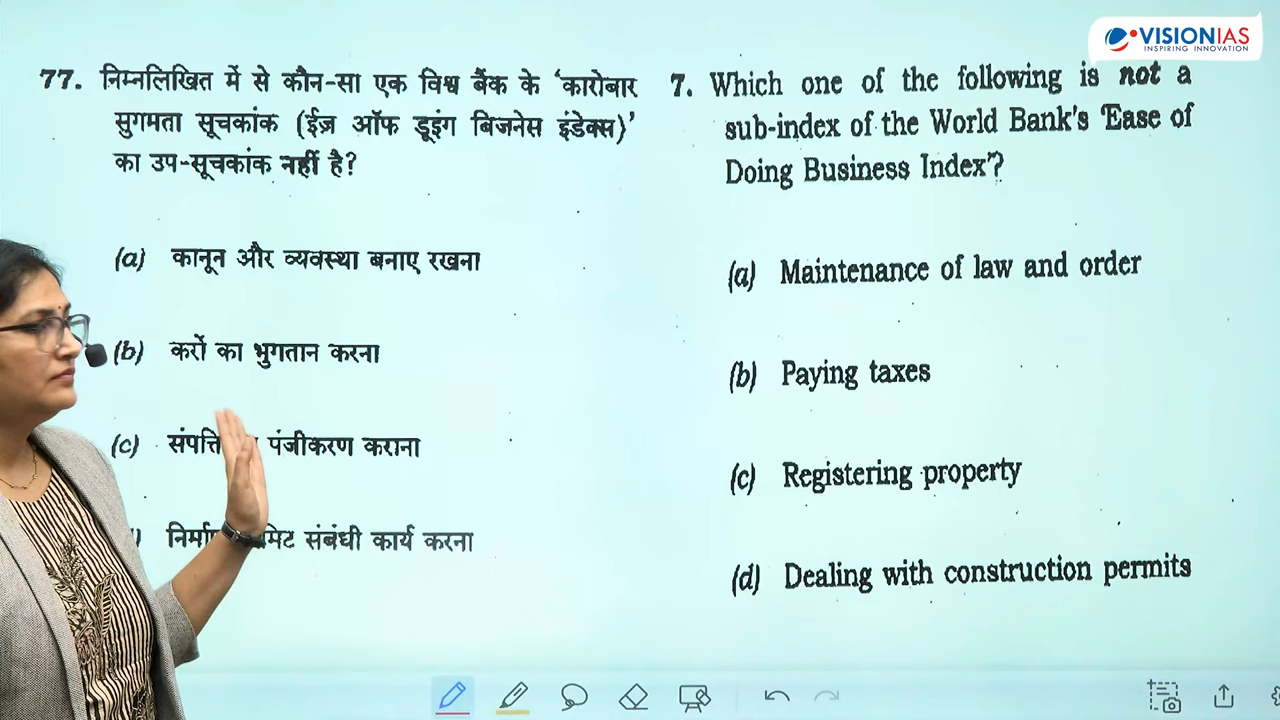 VISIONIAS
INSPIRING INNOVATION
77. निम्नलिखित में से कौन-सा एक विश्व बैंक के 'कारोबार
सुगमता सूचकांक (ईज़ ऑफ डूइंग बिजनेस इंडेक्स)'
का उप-सूचकांक नहीं है?
(a) कानून और व्यवस्था बनाए रखना
(b) करों का भुगतान करना
(c) संपत्ति पंजीकरण कराना
संबंधी कार्य करना
7. Which one of the following is not a
sub-index of the World Bank's 'Ease of
Doing Business Index'?
(a) Maintenance of law and order
(b) Paying taxes
(c) Registering property
(d) Dealing with construction permits